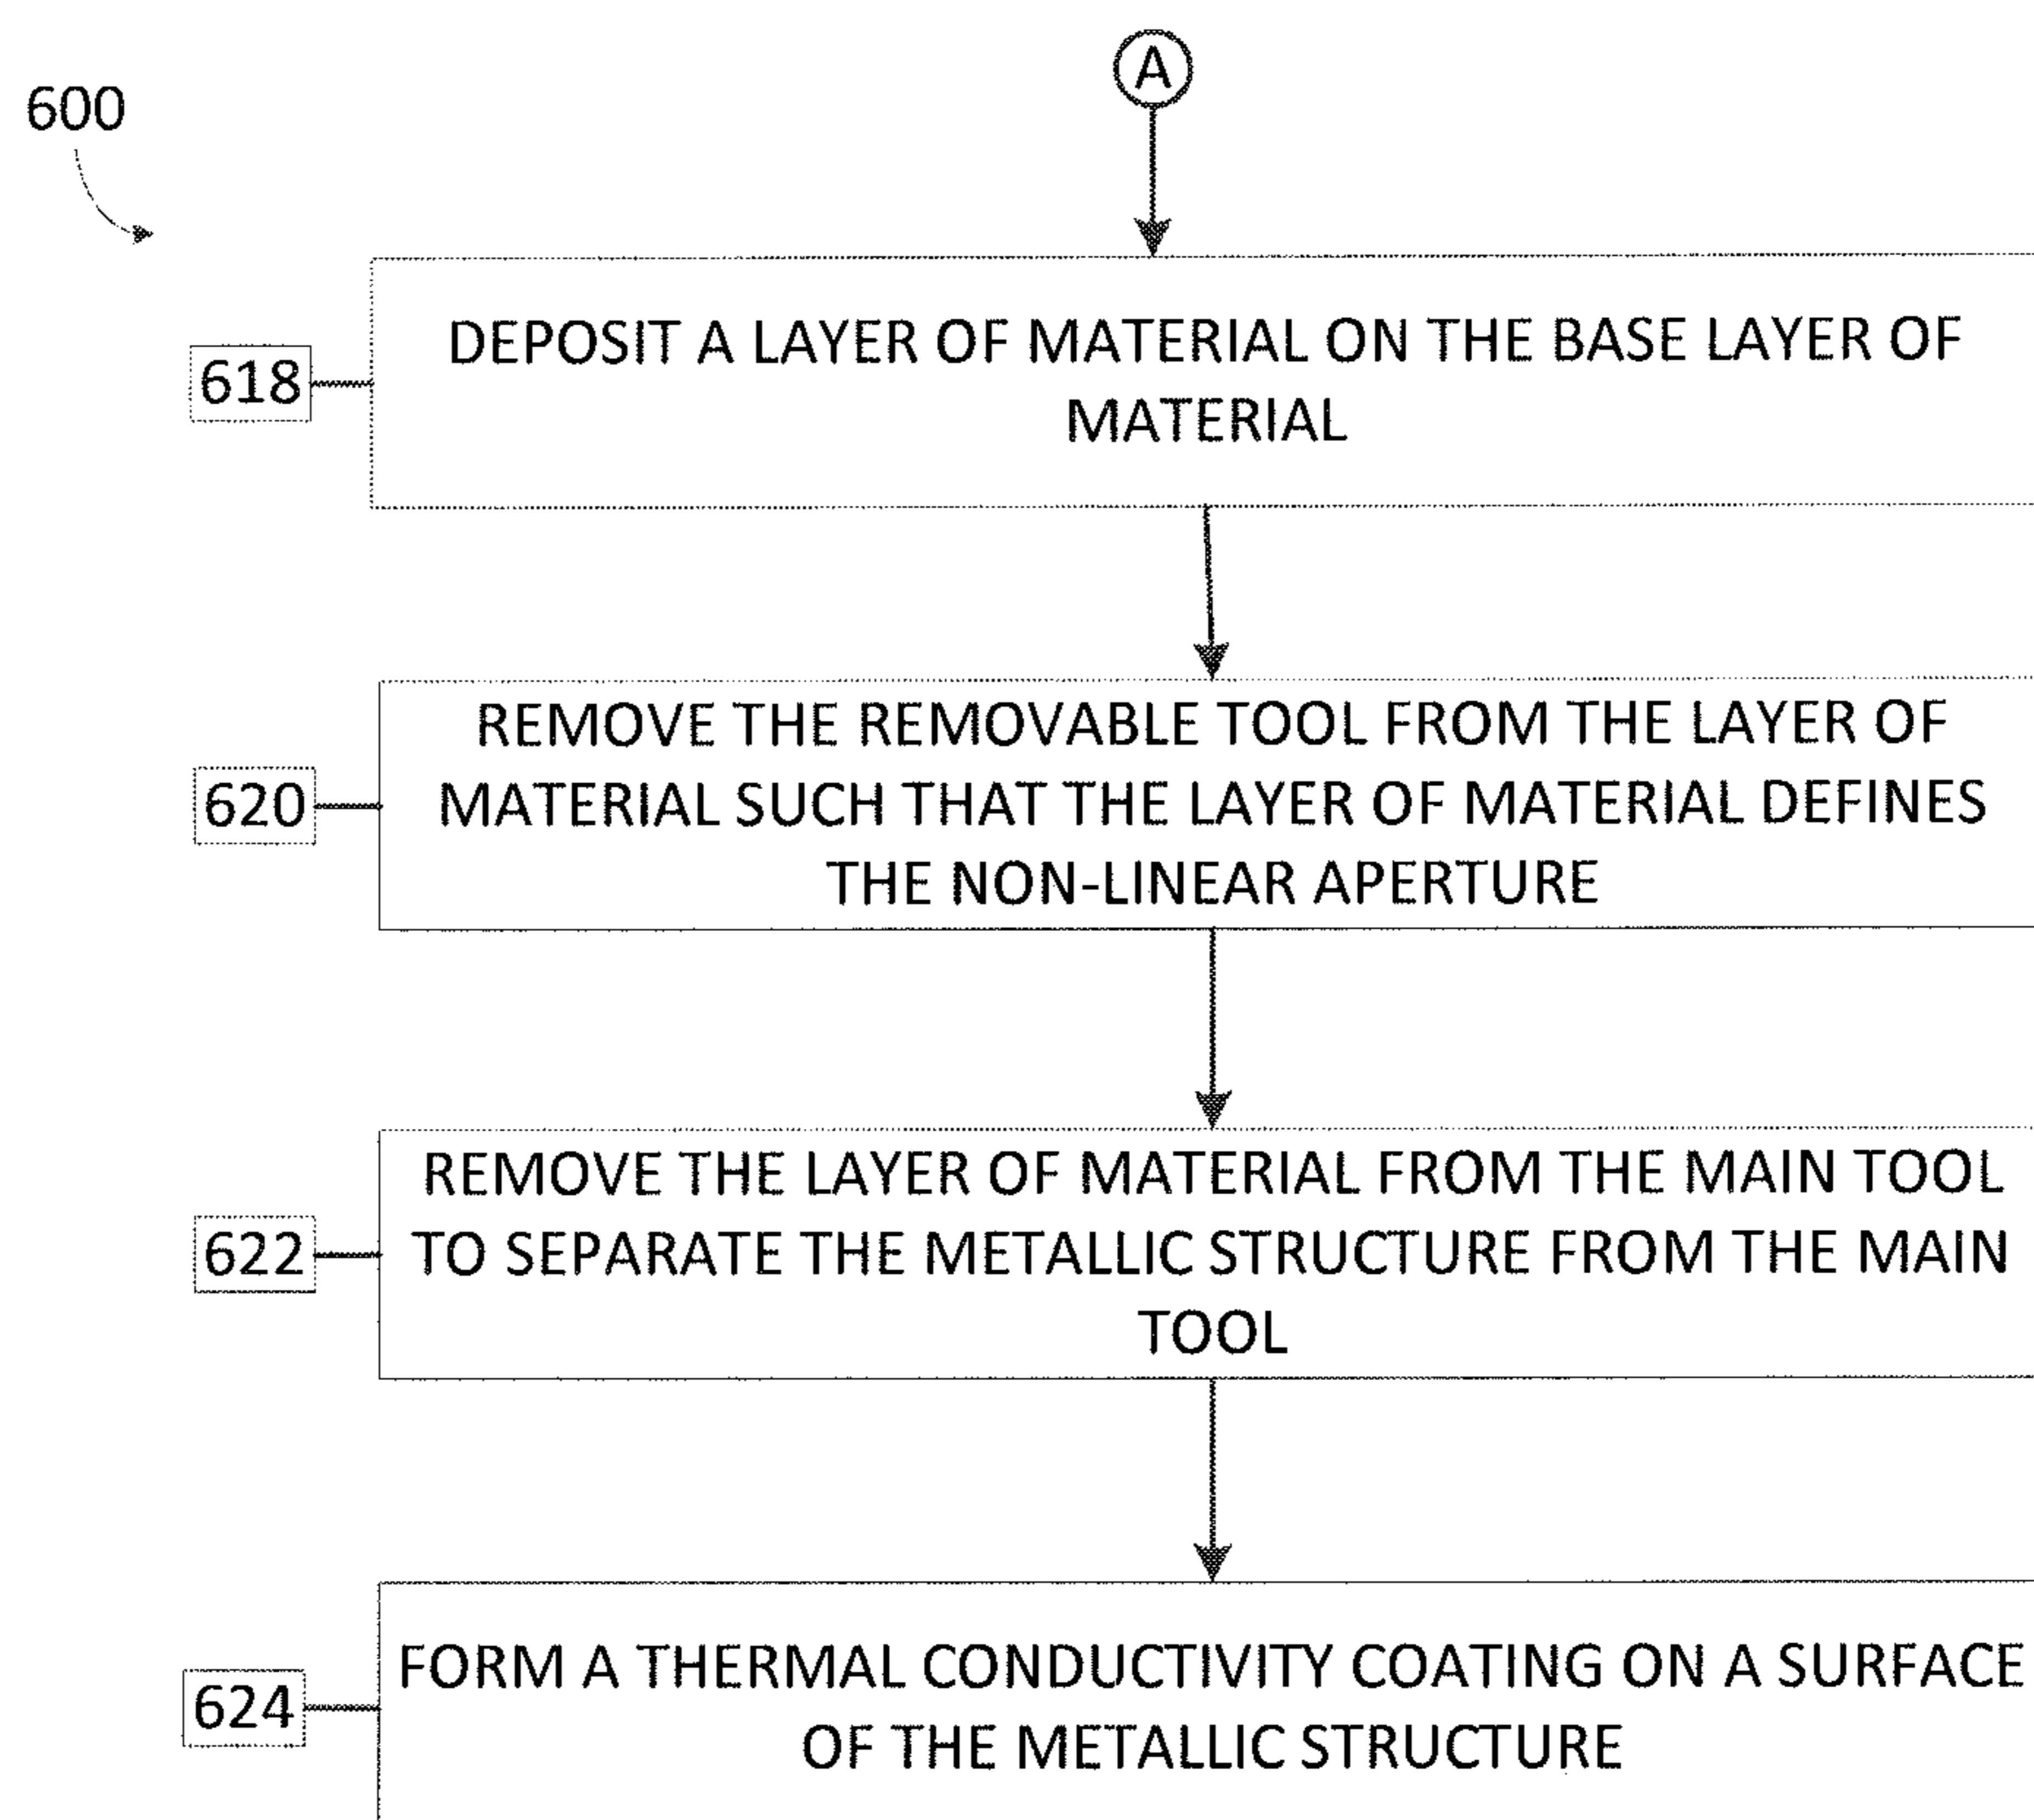 A
600
618
DEPOSIT A LAYER OF MATERIAL ON THE BASE LAYER OF
MATERIAL
620
REMOVE THE REMOVABLE TOOL FROM THE LAYER OF
MATERIAL SUCH THAT THE LAYER OF MATERIAL DEFINES
THE NON-LINEAR APERTURE
622
REMOVE THE LAYER OF MATERIAL FROM THE MAIN TOOL
TO SEPARATE THE METALLIC STRUCTURE FROM THE MAIN
TOOL
624
FORM A THERMAL CONDUCTIVITY COATING ON A SURFACE
OF THE METALLIC STRUCTURE